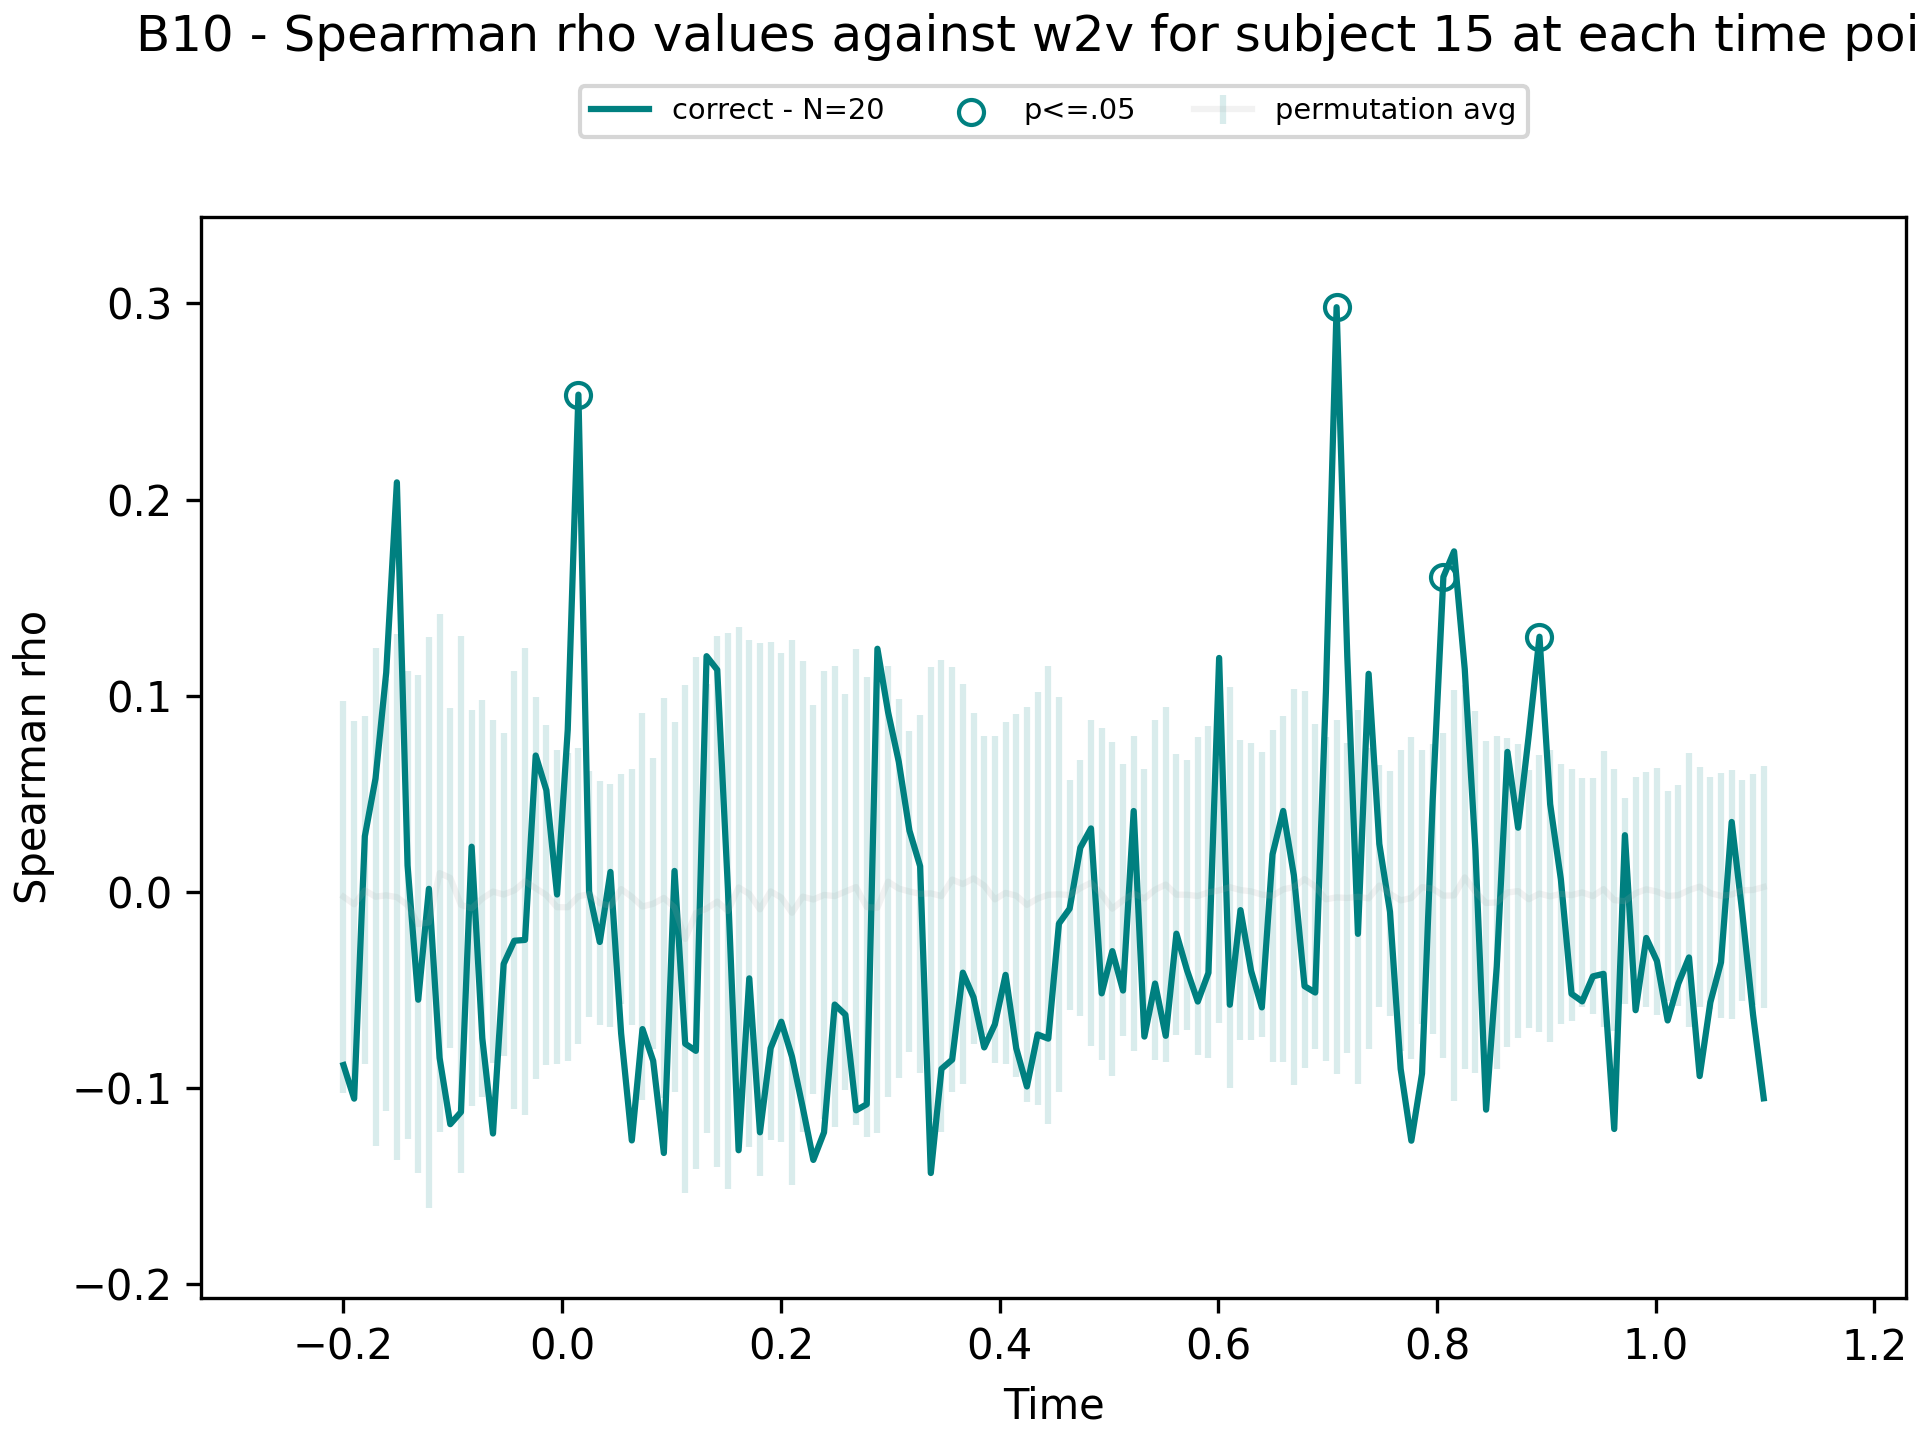 B10 - Spearman rho values against w2v for subject 15 at each time poi
correct - N=20 p<=.05 permutation avg
0.3
0.2
0.1
0.0
−0.1
−0.2
Spearman rho
−0.2 0.0 0.2 0.4 0.6 0.8 1.0 1.2
Time